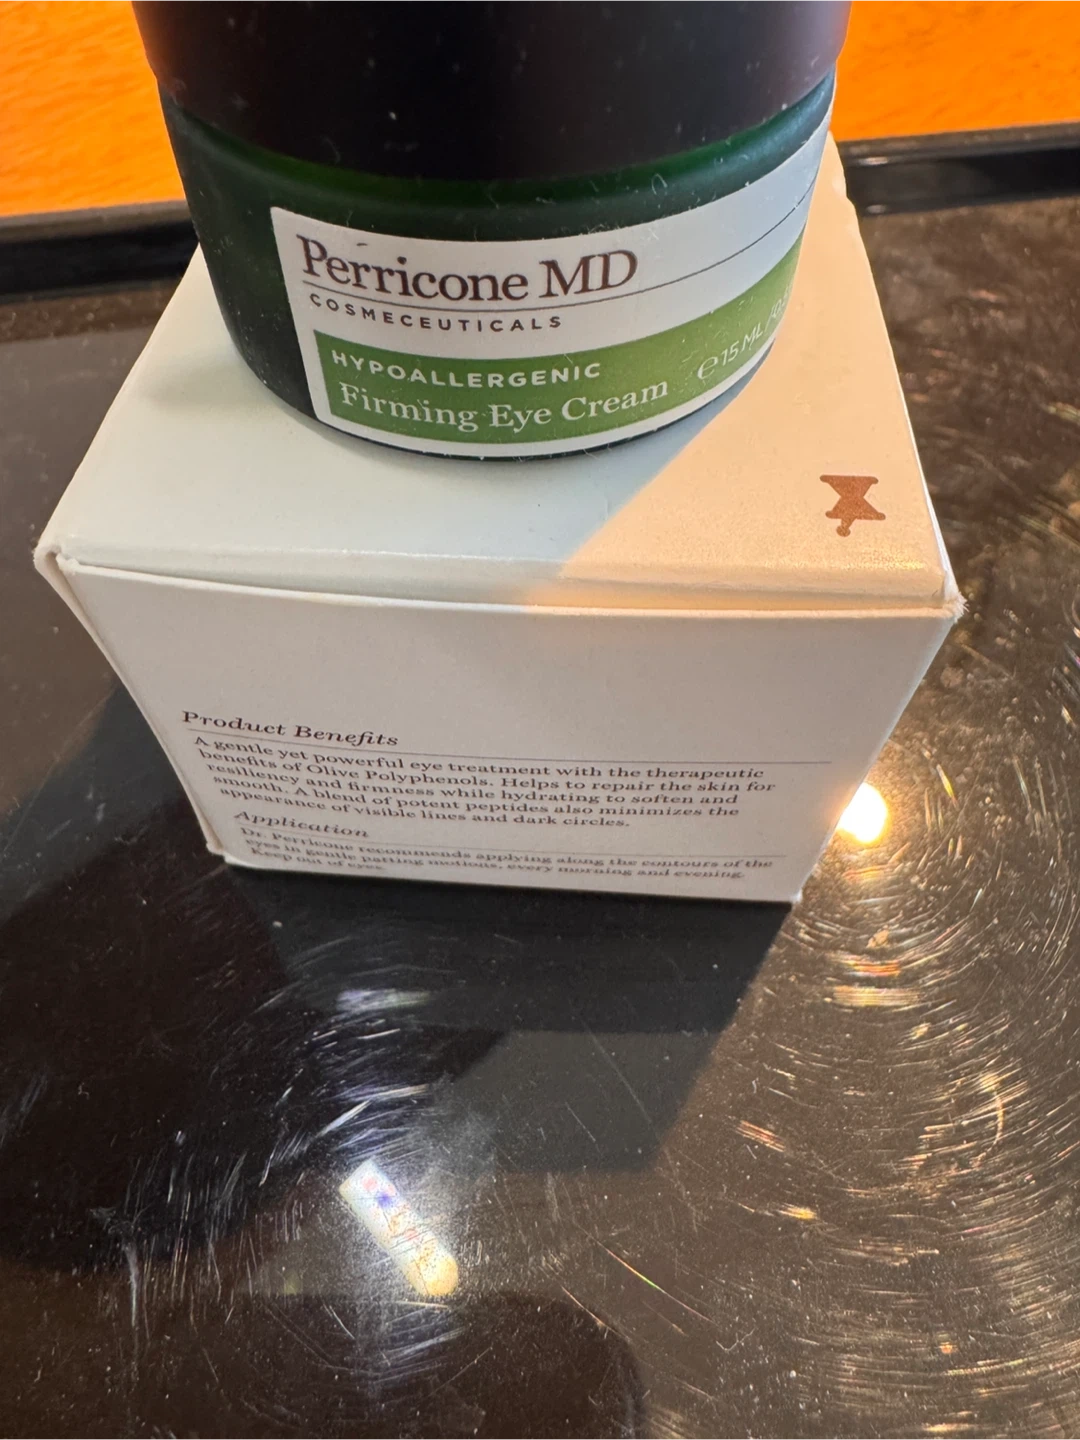 Perricone MD
COSMECEUTICALS
HYPOALLERGENIC
Firming Eye Cream ℮15 ML
Product Benefits
A gentle yet powerful eye treatment with the therapeutic
benefits of Olive Polyphenols. Helps to repair the skin for
resiliency and firmness while hydrating to soften and
smooth. A blend of potent peptides also minimizes the
appearance of visible lines and dark circles.
Application
Dr. Perricone recommends applying along the contours of the
eyes in gentle patting motions, every morning and evening.
Keep out of eyes.